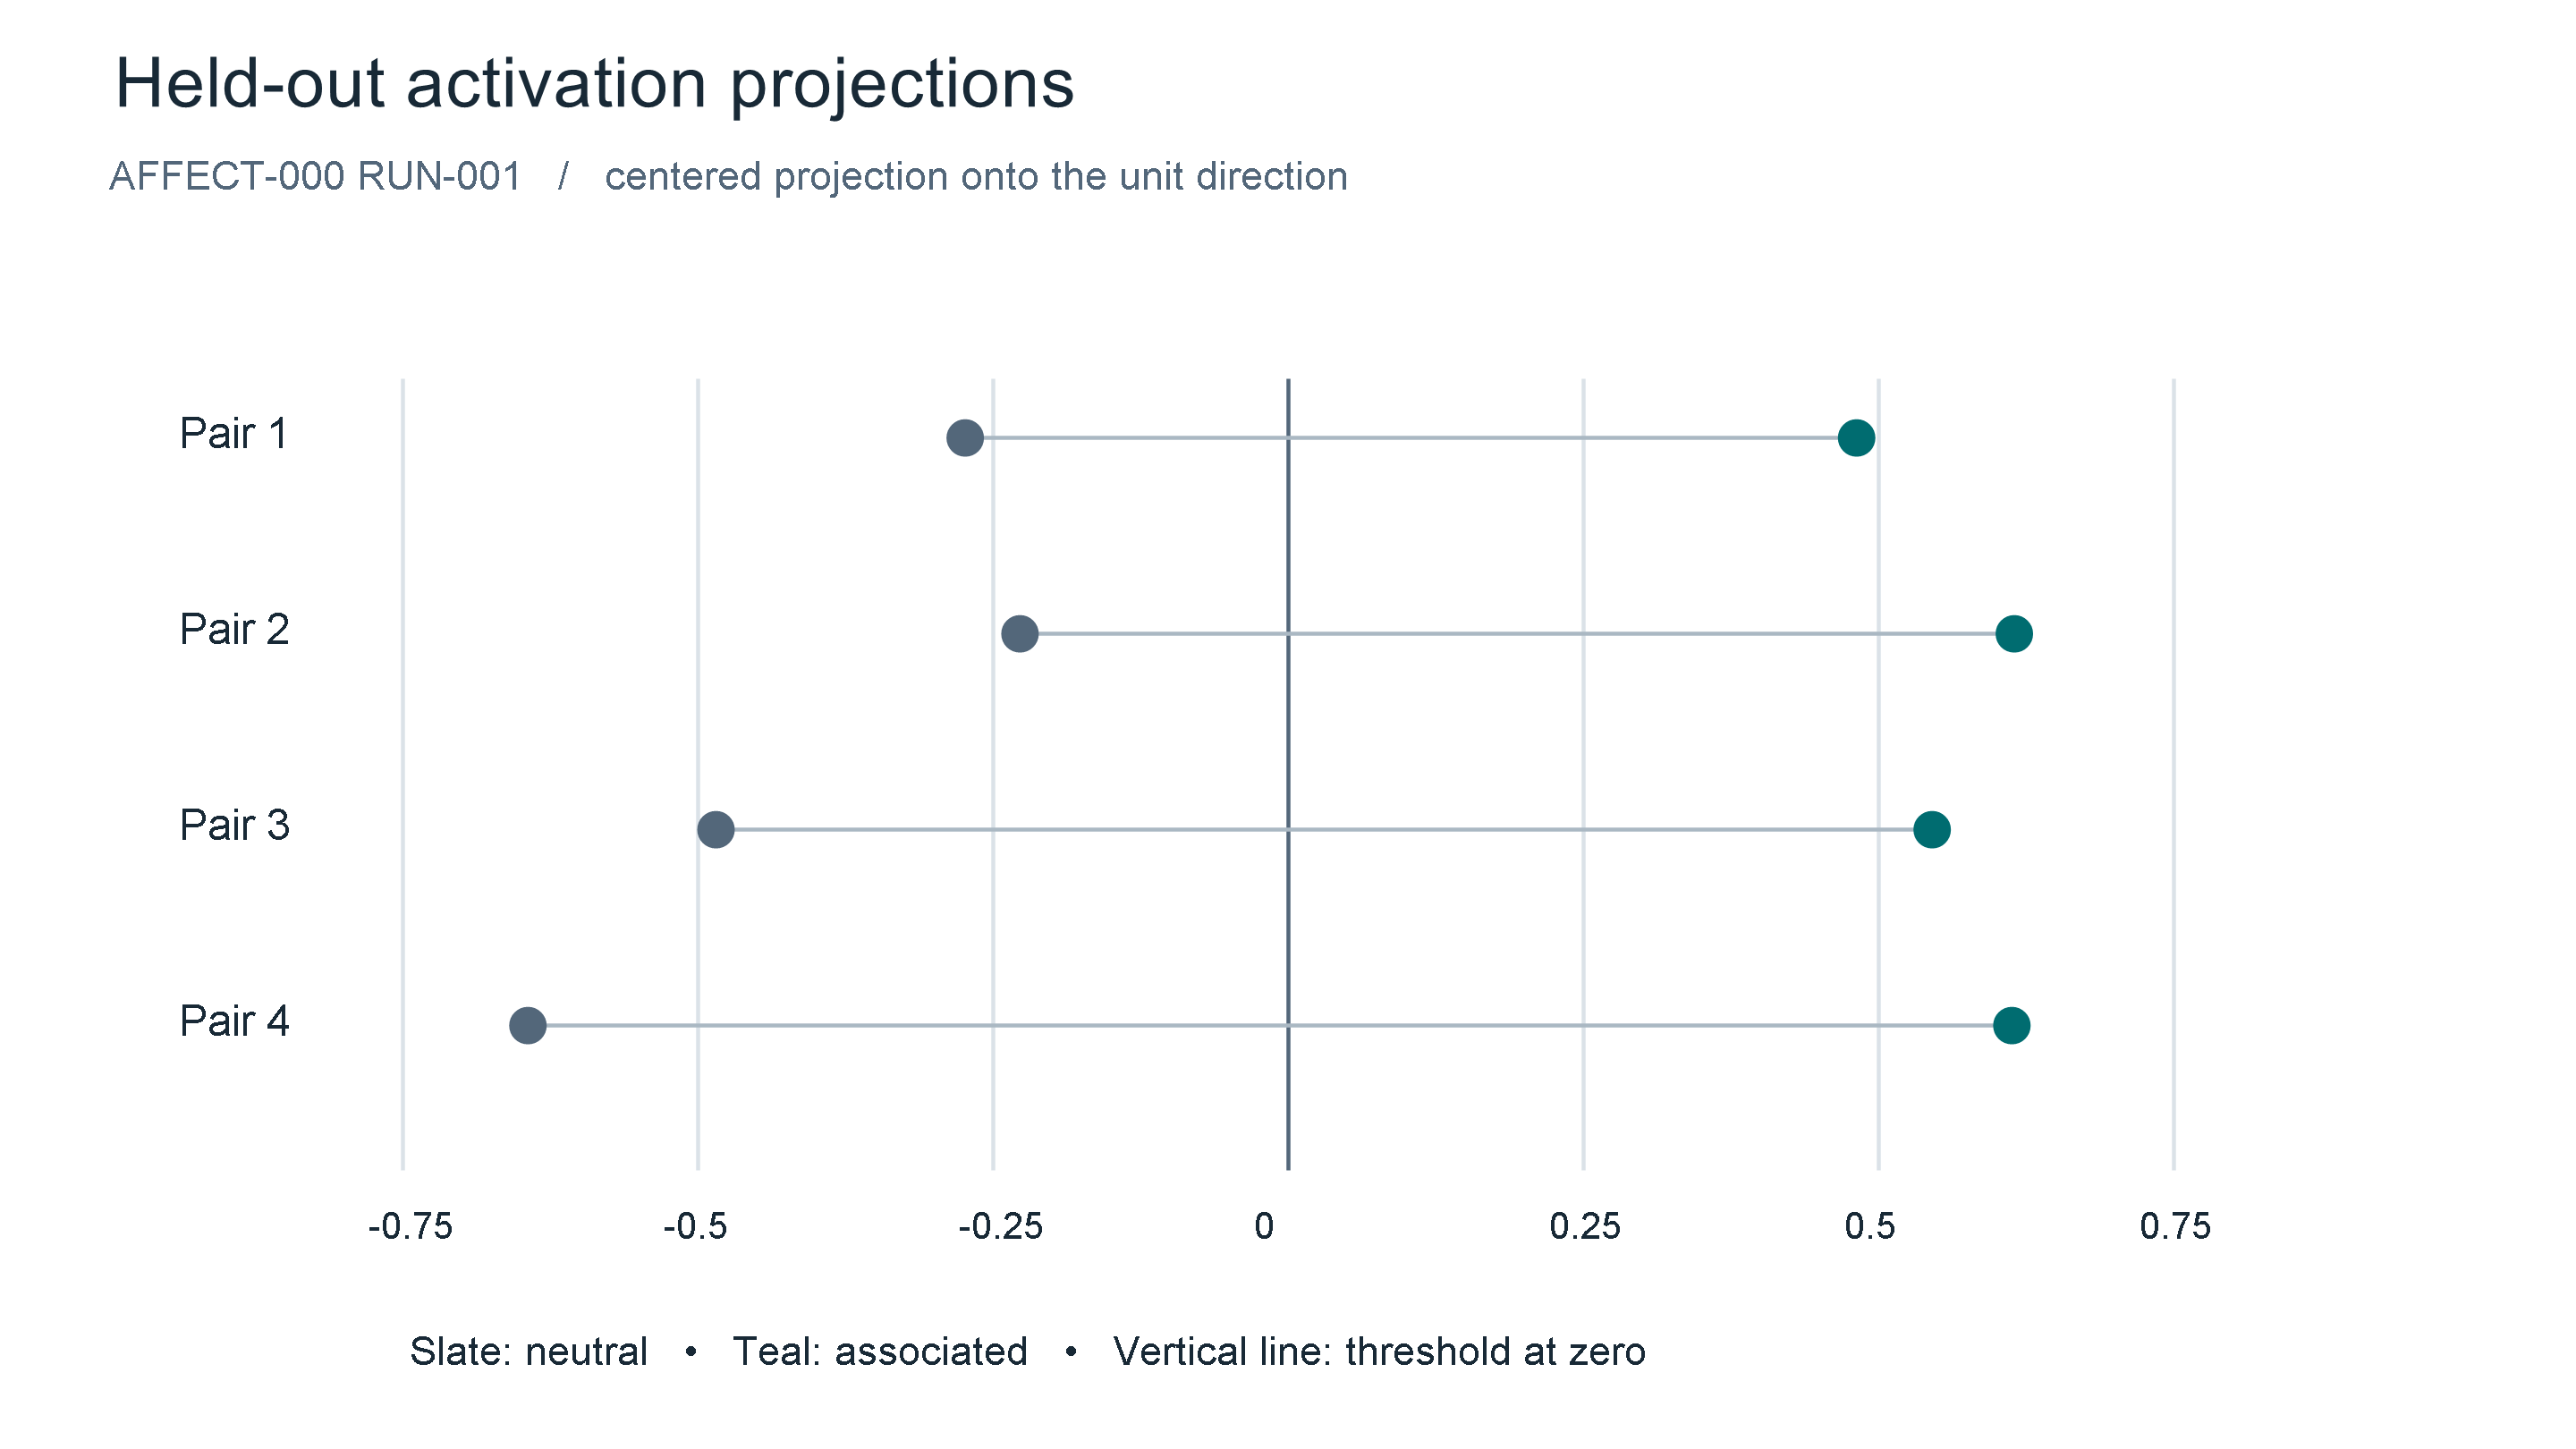 Held-out activation projections
AFFECT-000 RUN-001 / centered projection onto the unit direction
Pair 1
Pair 2
Pair 3
Pair 4
-0.75 -0.5 -0.25 0 0.25 0.5 0.75
Slate: neutral • Teal: associated • Vertical line: threshold at zero